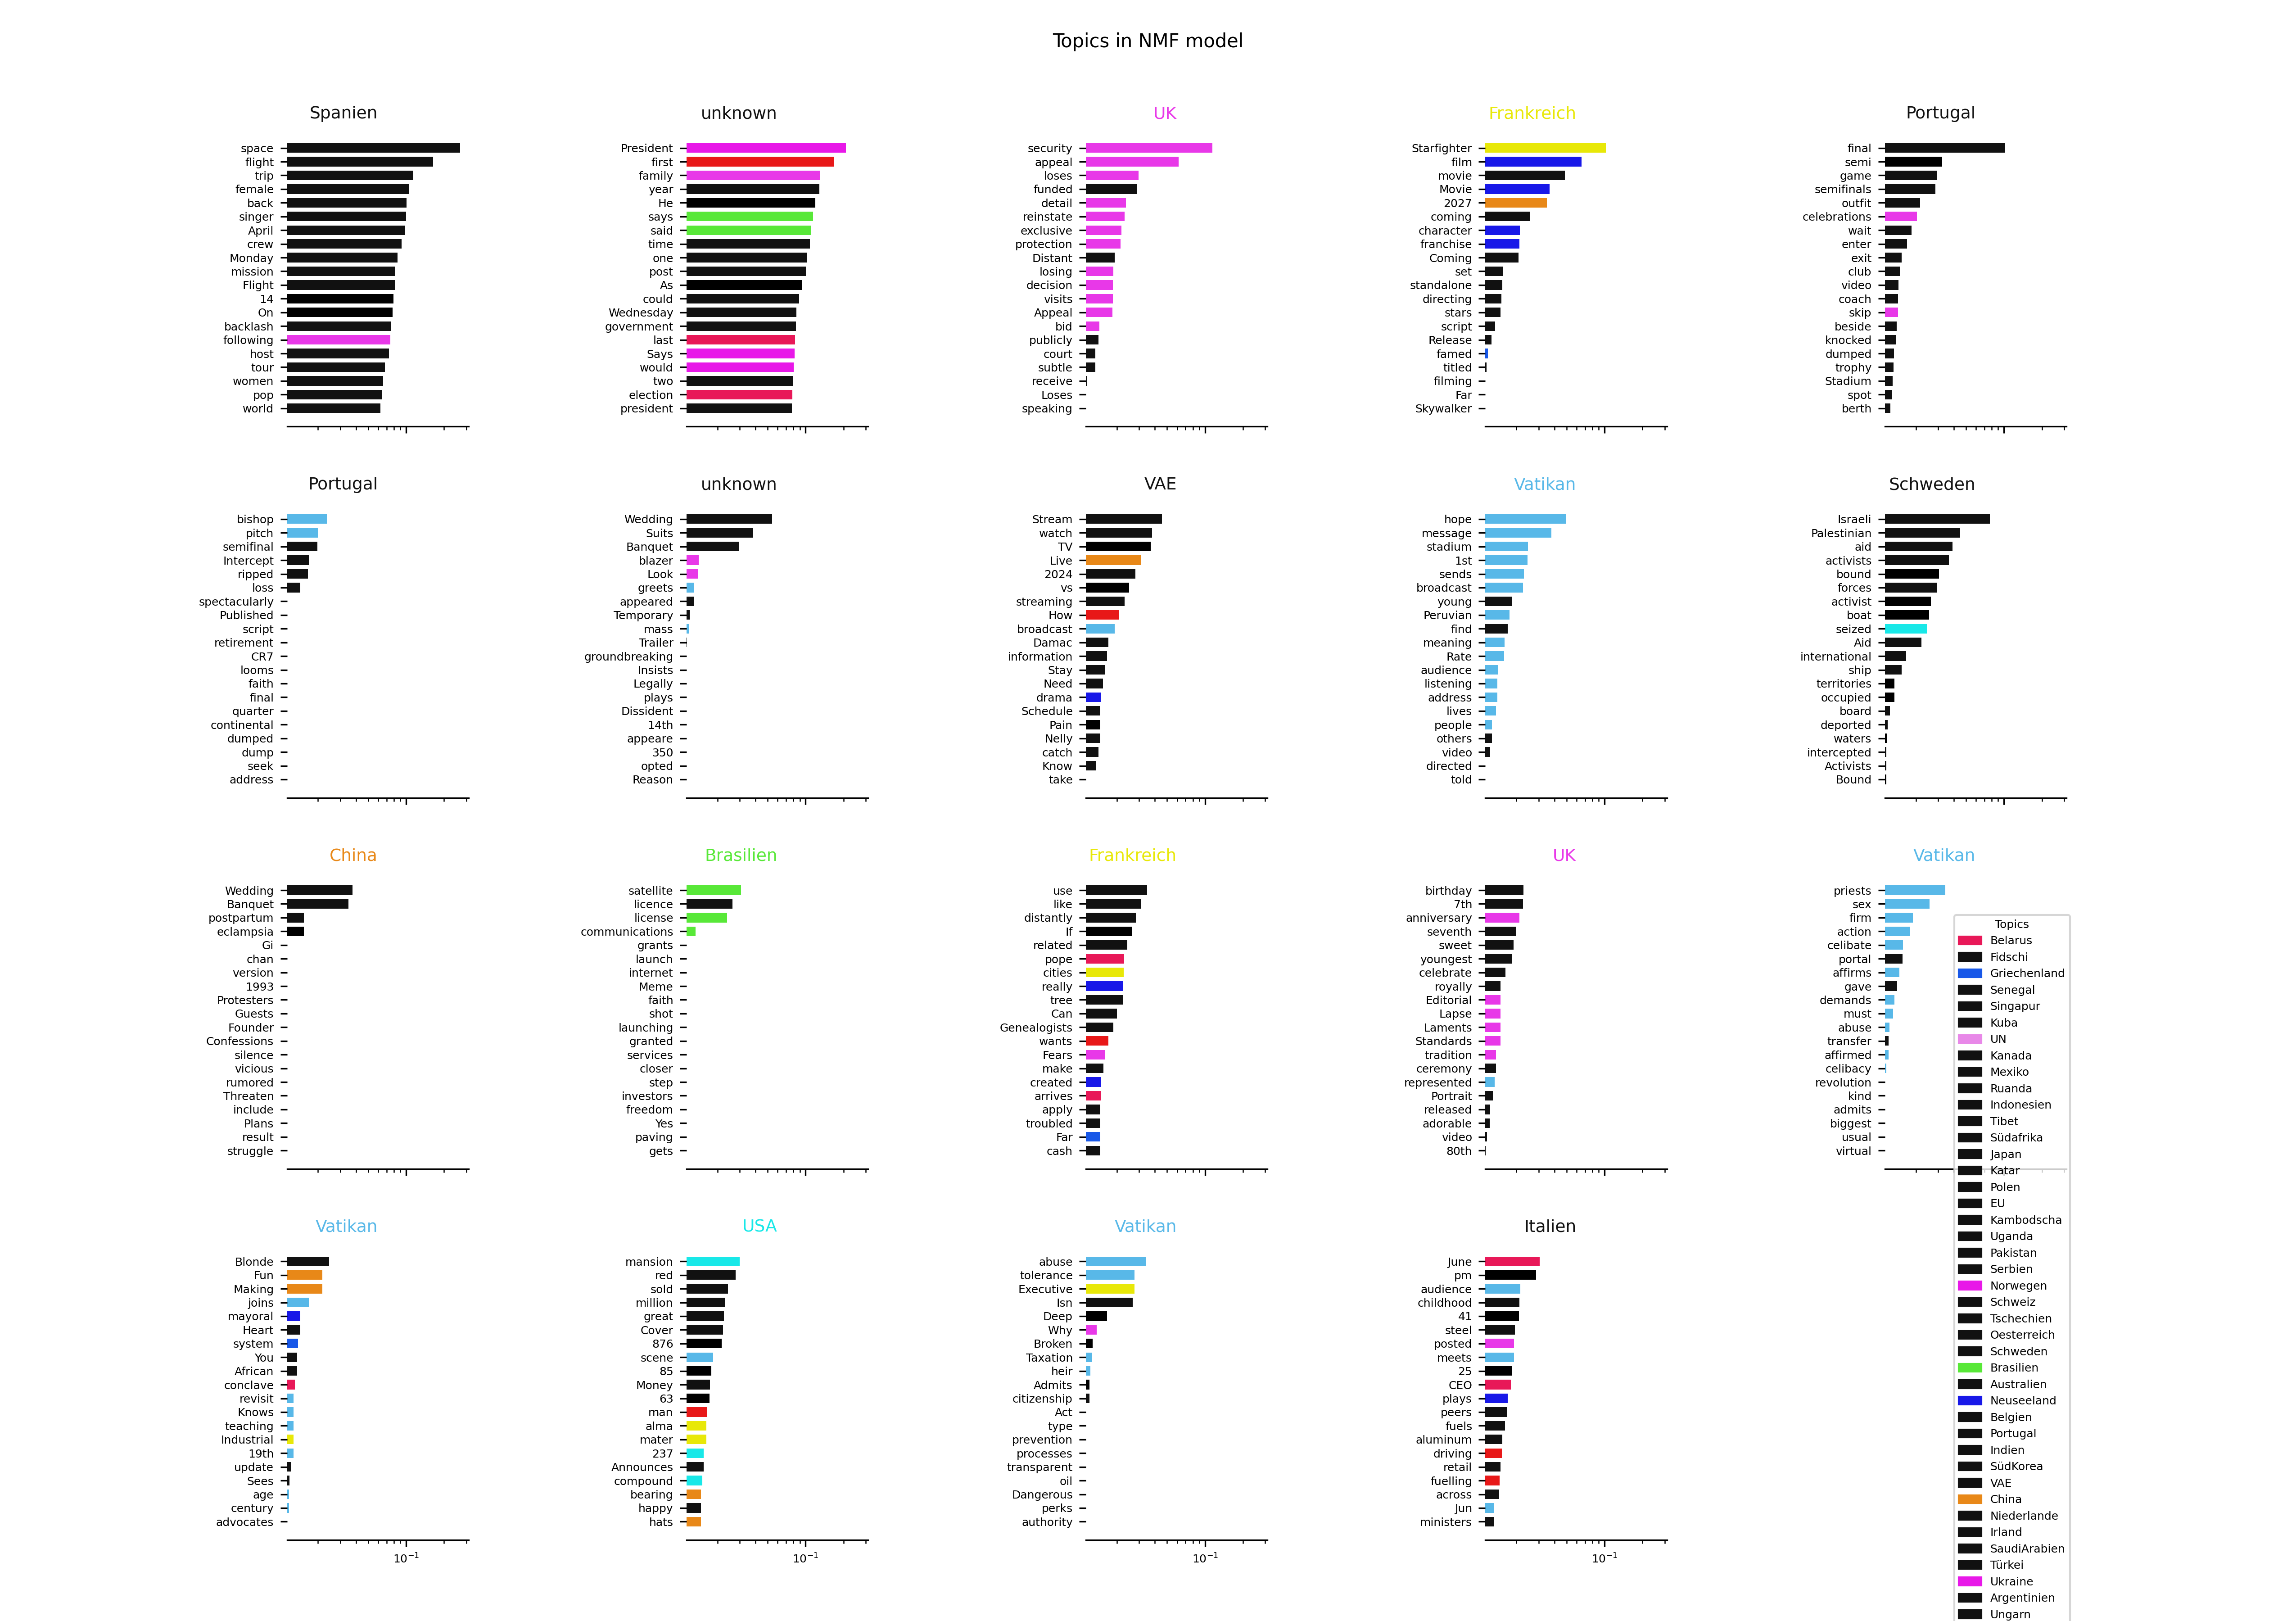 Topics in NMF model
Spanien
space
flight
trip
female
back
singer
April
crew
Monday
mission
Flight
14
On
backlash
following
host
tour
women
pop
world
unknown
President
first
family
year
He
says
said
time
one
post
As
could
Wednesday
government
last
Says
would
two
election
president
UK
security
appeal
loses
funded
detail
reinstate
exclusive
protection
Distant
losing
decision
visits
Appeal
bid
publicly
court
subtle
receive
Loses
speaking
Frankreich
Starfighter
film
movie
Movie
2027
coming
character
franchise
Coming
set
standalone
directing
stars
script
Release
famed
titled
filming
Far
Skywalker
Portugal
final
semi
game
semifinals
outfit
celebrations
wait
enter
exit
club
video
coach
skip
beside
knocked
dumped
trophy
Stadium
spot
berth
Portugal
bishop
pitch
semifinal
Intercept
ripped
loss
spectacularly
Published
script
retirement
CR7
looms
faith
final
quarter
continental
dumped
dump
seek
address
unknown
Wedding
Suits
Banquet
blazer
Look
greets
appeared
Temporary
mass
Trailer
groundbreaking
Insists
Legally
plays
Dissident
14th
appeare
350
opted
Reason
VAE
Stream
watch
TV
Live
2024
vs
streaming
How
broadcast
Damac
information
Stay
Need
drama
Schedule
Pain
Nelly
catch
Know
take
Vatikan
hope
message
stadium
1st
sends
broadcast
young
Peruvian
find
meaning
Rate
audience
listening
address
lives
people
others
video
directed
told
Schweden
Israeli
Palestinian
aid
activists
bound
forces
activist
boat
seized
Aid
international
ship
territories
occupied
board
deported
waters
intercepted
Activists
Bound
China
Wedding
Banquet
postpartum
eclampsia
Gi
chan
version
1993
Protesters
Guests
Founder
Confessions
silence
vicious
rumored
Threaten
include
Plans
result
struggle
Brasilien
satellite
licence
license
communications
grants
launch
internet
Meme
faith
shot
launching
granted
services
closer
step
investors
freedom
Yes
paving
gets
Frankreich
use
like
distantly
If
related
pope
cities
really
tree
Can
Genealogists
wants
Fears
make
created
arrives
apply
troubled
Far
cash
UK
birthday
7th
anniversary
seventh
sweet
youngest
celebrate
royally
Editorial
Lapse
Laments
Standards
tradition
ceremony
represented
Portrait
released
adorable
video
80th
Vatikan
priests
sex
firm
action
celibate
portal
affirms
gave
demands
must
abuse
transfer
affirmed
celibacy
revolution
kind
admits
biggest
usual
virtual
Vatikan
Blonde
Fun
Making
joins
mayoral
Heart
system
You
African
conclave
revisit
Knows
teaching
Industrial
19th
update
Sees
age
century
advocates
10⁻¹
USA
mansion
red
sold
million
great
Cover
876
scene
85
Money
63
man
alma
mater
237
Announces
compound
bearing
happy
hats
10⁻¹
Vatikan
abuse
tolerance
Executive
Isn
Deep
Why
Broken
Taxation
heir
Admits
citizenship
Act
type
prevention
processes
transparent
oil
Dangerous
perks
authority
10⁻¹
Italien
June
pm
audience
childhood
41
steel
posted
meets
25
CEO
plays
peers
fuels
aluminum
driving
retail
fuelling
across
Jun
ministers
10⁻¹
Topics
Belarus
Fidschi
Griechenland
Senegal
Singapur
Kuba
UN
Kanada
Mexiko
Ruanda
Indonesien
Tibet
Südafrika
Japan
Katar
Polen
EU
Kambodscha
Uganda
Pakistan
Serbien
Norwegen
Schweiz
Tschechien
Oesterreich
Schweden
Brasilien
Australien
Neuseeland
Belgien
Portugal
Indien
SüdKorea
VAE
China
Niederlande
Irland
SaudiArabien
Türkei
Ukraine
Argentinien
Ungarn